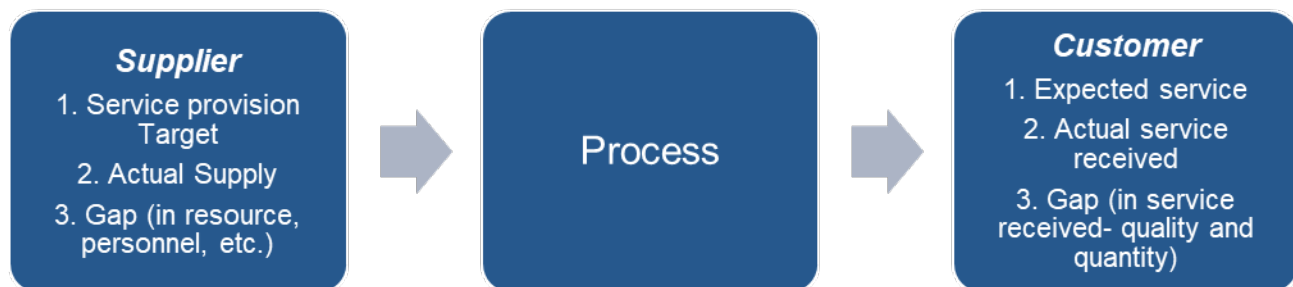 Supplier
1. Service provision
Target
2. Actual Supply
3. Gap (in resource,
personnel, etc.)
Process
Customer
1. Expected service
2. Actual service
received
3. Gap (in service
received- quality and
quantity)